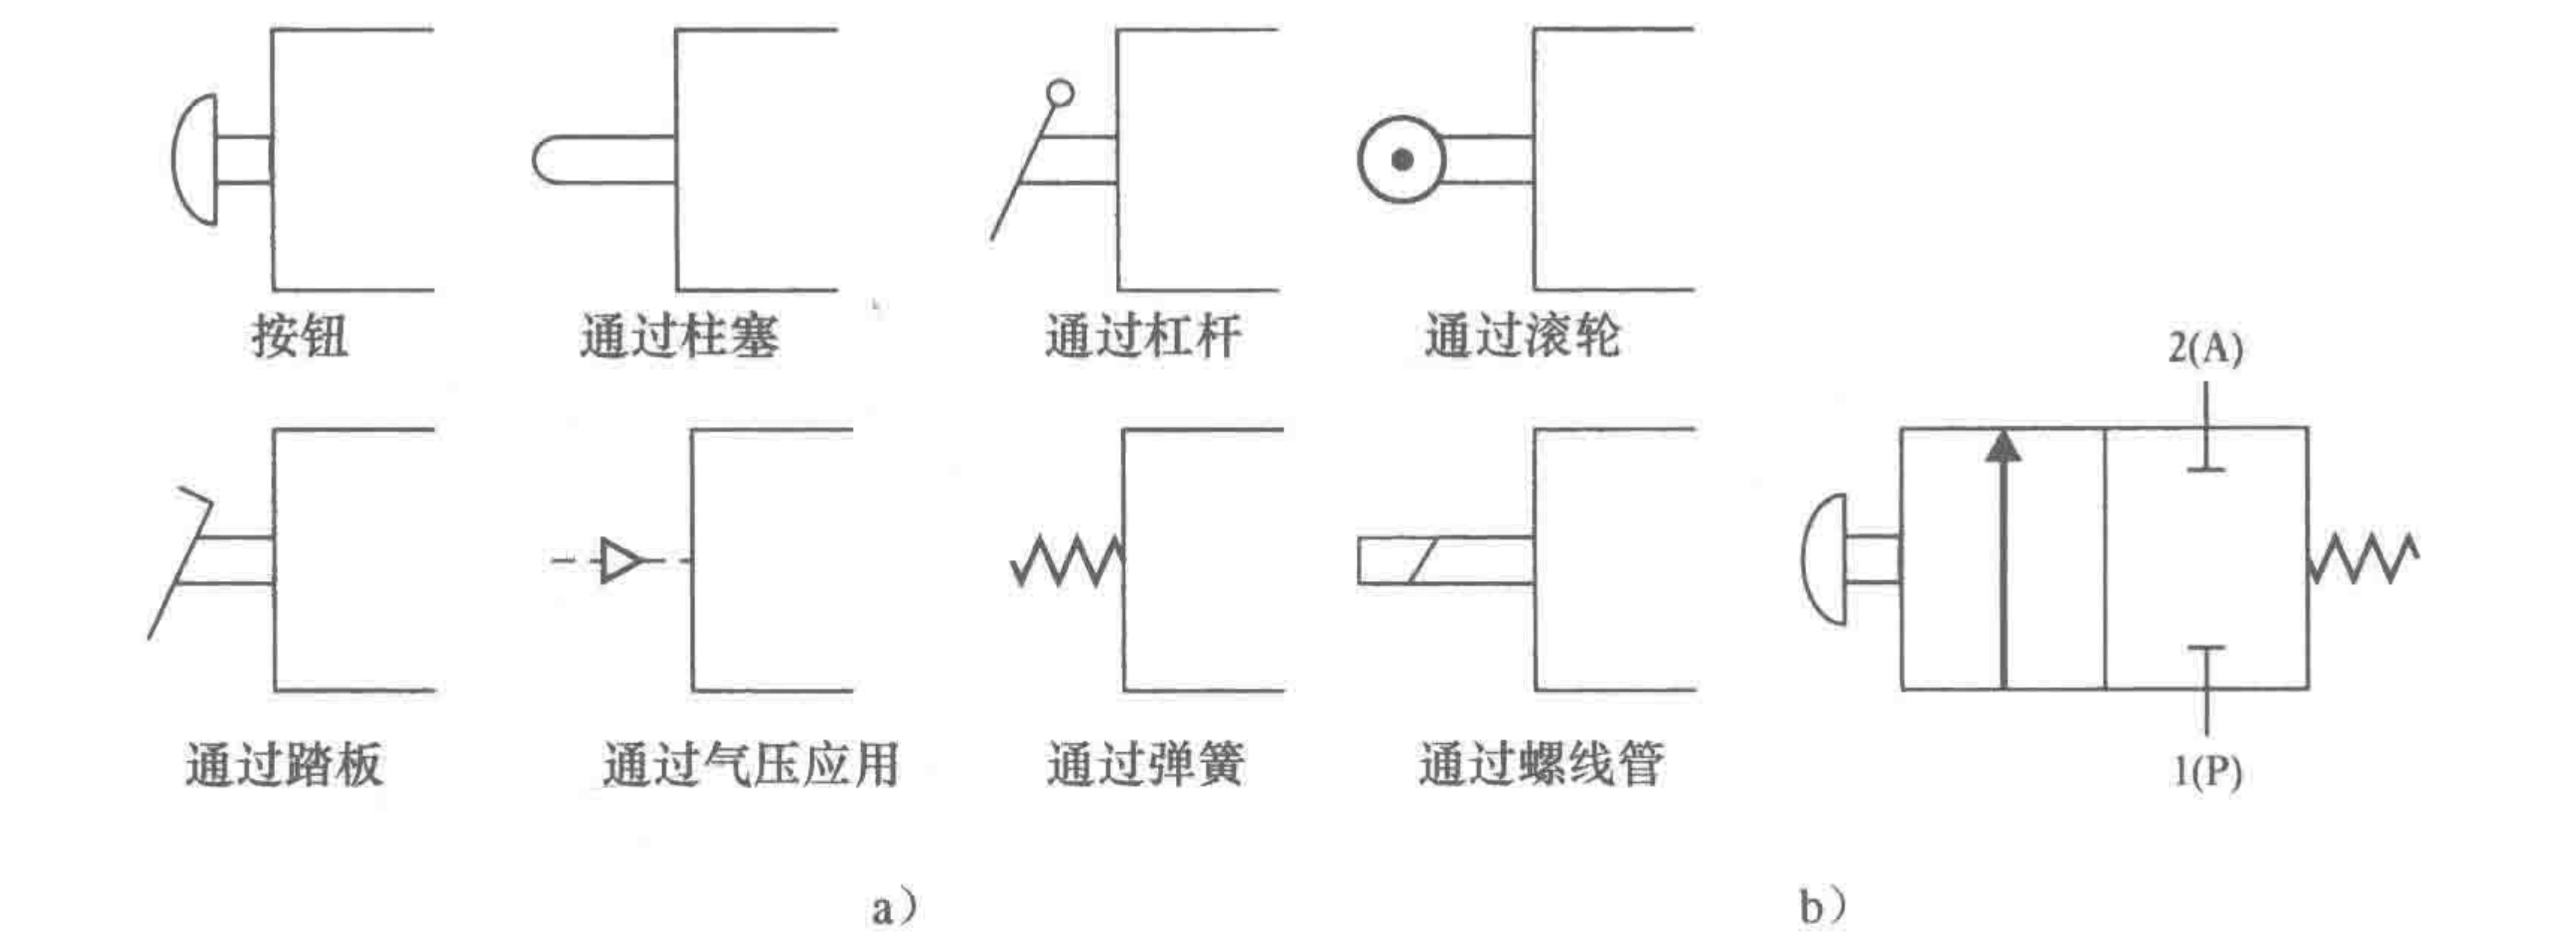 按钮
通过柱塞
通过杠杆
通过滚轮
2(A)
通过踏板
通过气压应用
通过弹簧
通过螺线管
1(P)
a）
b）